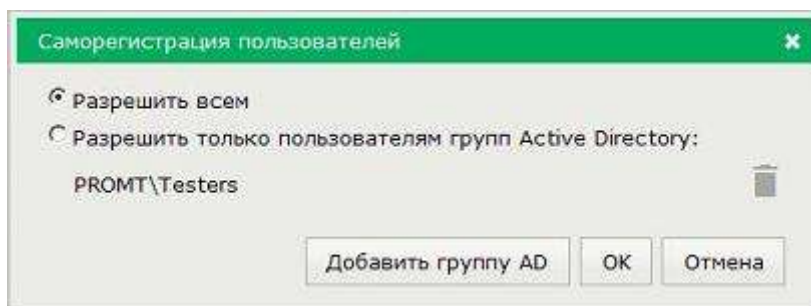 Саморегистрация пользователей
Разрешить всем
Разрешить только пользователям групп Active Directory:
PROMT\Testers
Добавить группу AD OK Отмена